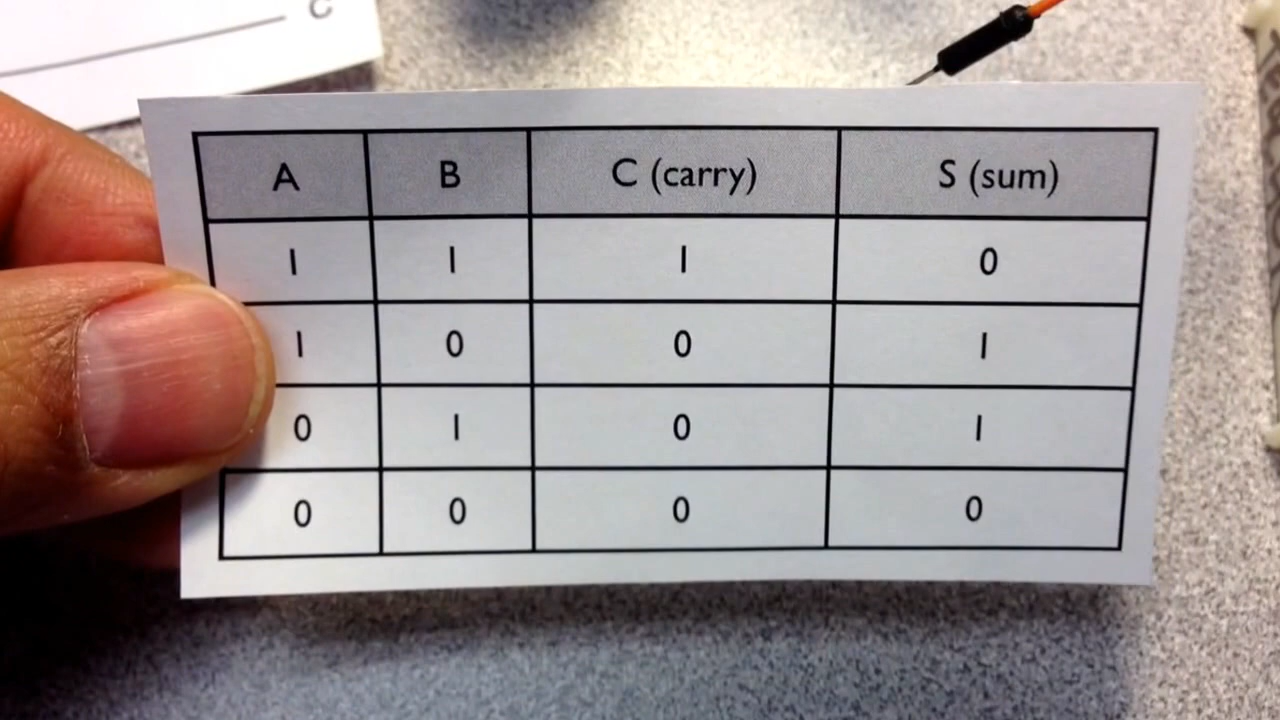 C
A B C (carry) S (sum)
1 1 1 0
1 0 0 1
0 1 0 1
0 0 0 0